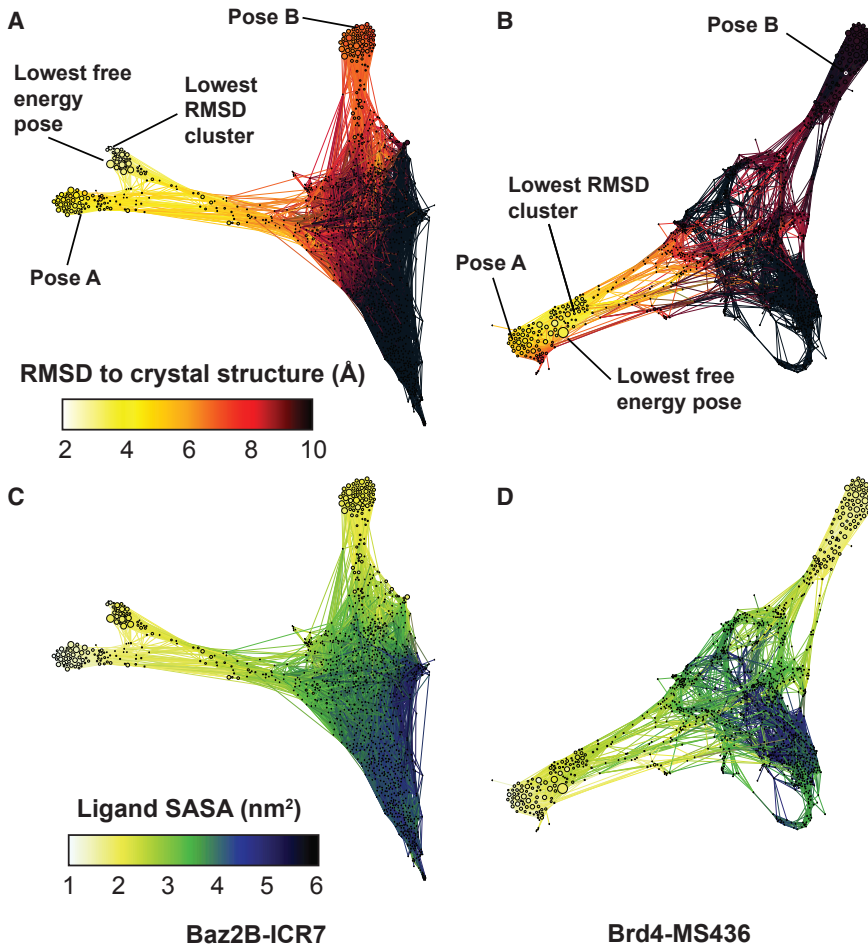 A
Pose B
B
Pose B
Lowest free
energy
pose
Lowest
RMSD
cluster
Pose A
Lowest RMSD
cluster
Pose A
Lowest free
energy pose
RMSD to crystal structure (Å)
2 4 6 8 10
C
D
Ligand SASA (nm²)
1 2 3 4 5 6
Baz2B-ICR7
Brd4-MS436